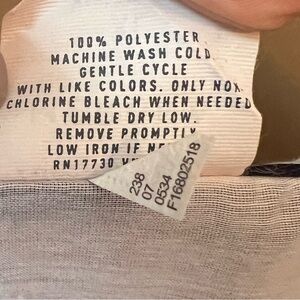 100% POLYESTER
MACHINE WASH COLD
GENTLE CYCLE
WITH LIKE COLORS. ONLY NON
CHLORINE BLEACH WHEN NEEDED
TUMBLE DRY LOW.
REMOVE PROMPTLY
LOW IRON IF
RN17730
238
07
0534
F16802518